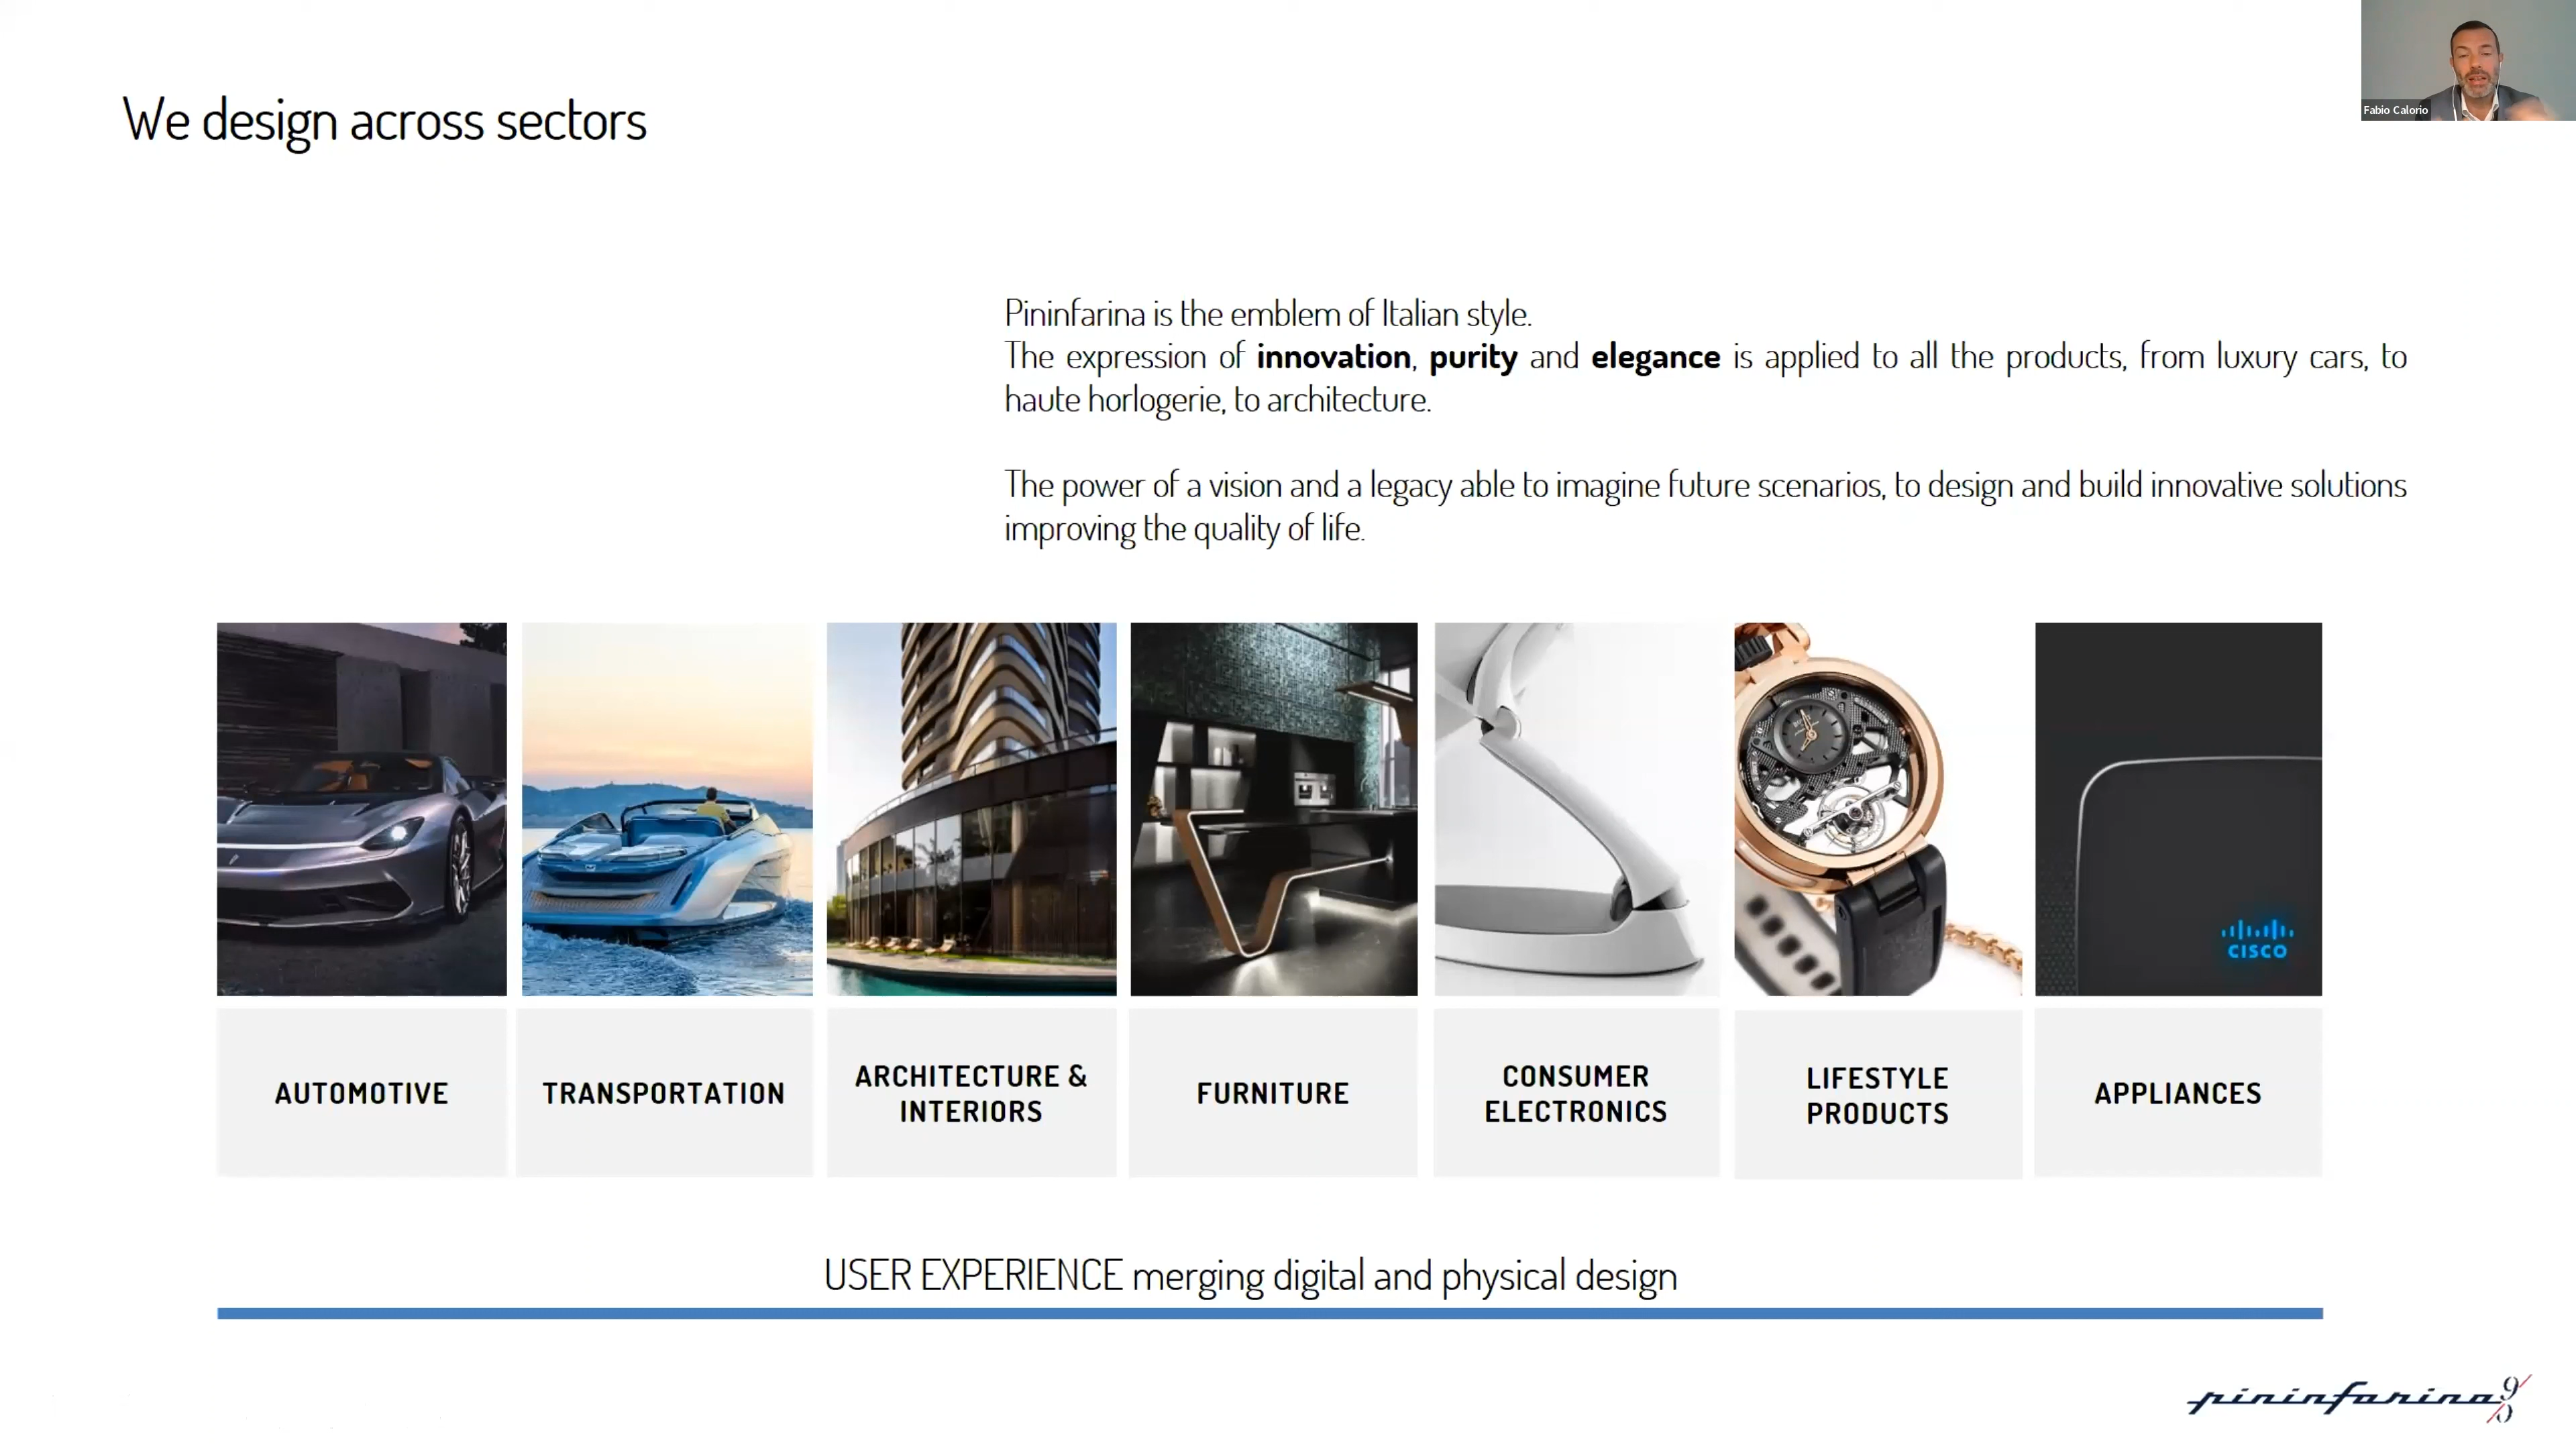 We design across sectors
Fabio Calorio
Pininfarina is the emblem of Italian style.
The expression of innovation, purity and elegance is applied to all the products, from luxury cars, to
haute horlogerie, to architecture.
The power of a vision and a legacy able to imagine future scenarios, to design and build innovative solutions
improving the quality of life.
CISCO
AUTOMOTIVE
TRANSPORTATION
ARCHITECTURE &
INTERIORS
FURNITURE
CONSUMER
ELECTRONICS
LIFESTYLE
PRODUCTS
APPLIANCES
USER EXPERIENCE merging digital and physical design
pininfarina 95